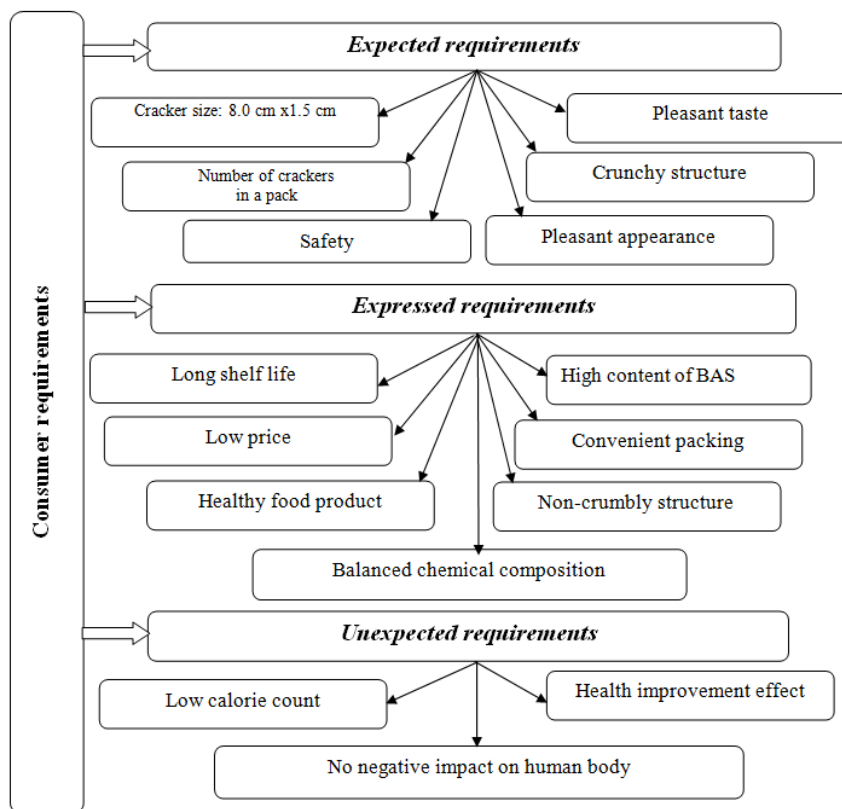 Consumer requirements
Expected requirements
Cracker size: 8.0 cm x1.5 cm
Pleasant taste
Number of crackers
in a pack
Crunchy structure
Safety
Pleasant appearance
Expressed requirements
Long shelf life
High content of BAS
Low price
Convenient packing
Healthy food product
Non-crumbly structure
Balanced chemical composition
Unexpected requirements
Low calorie count
Health improvement effect
No negative impact on human body